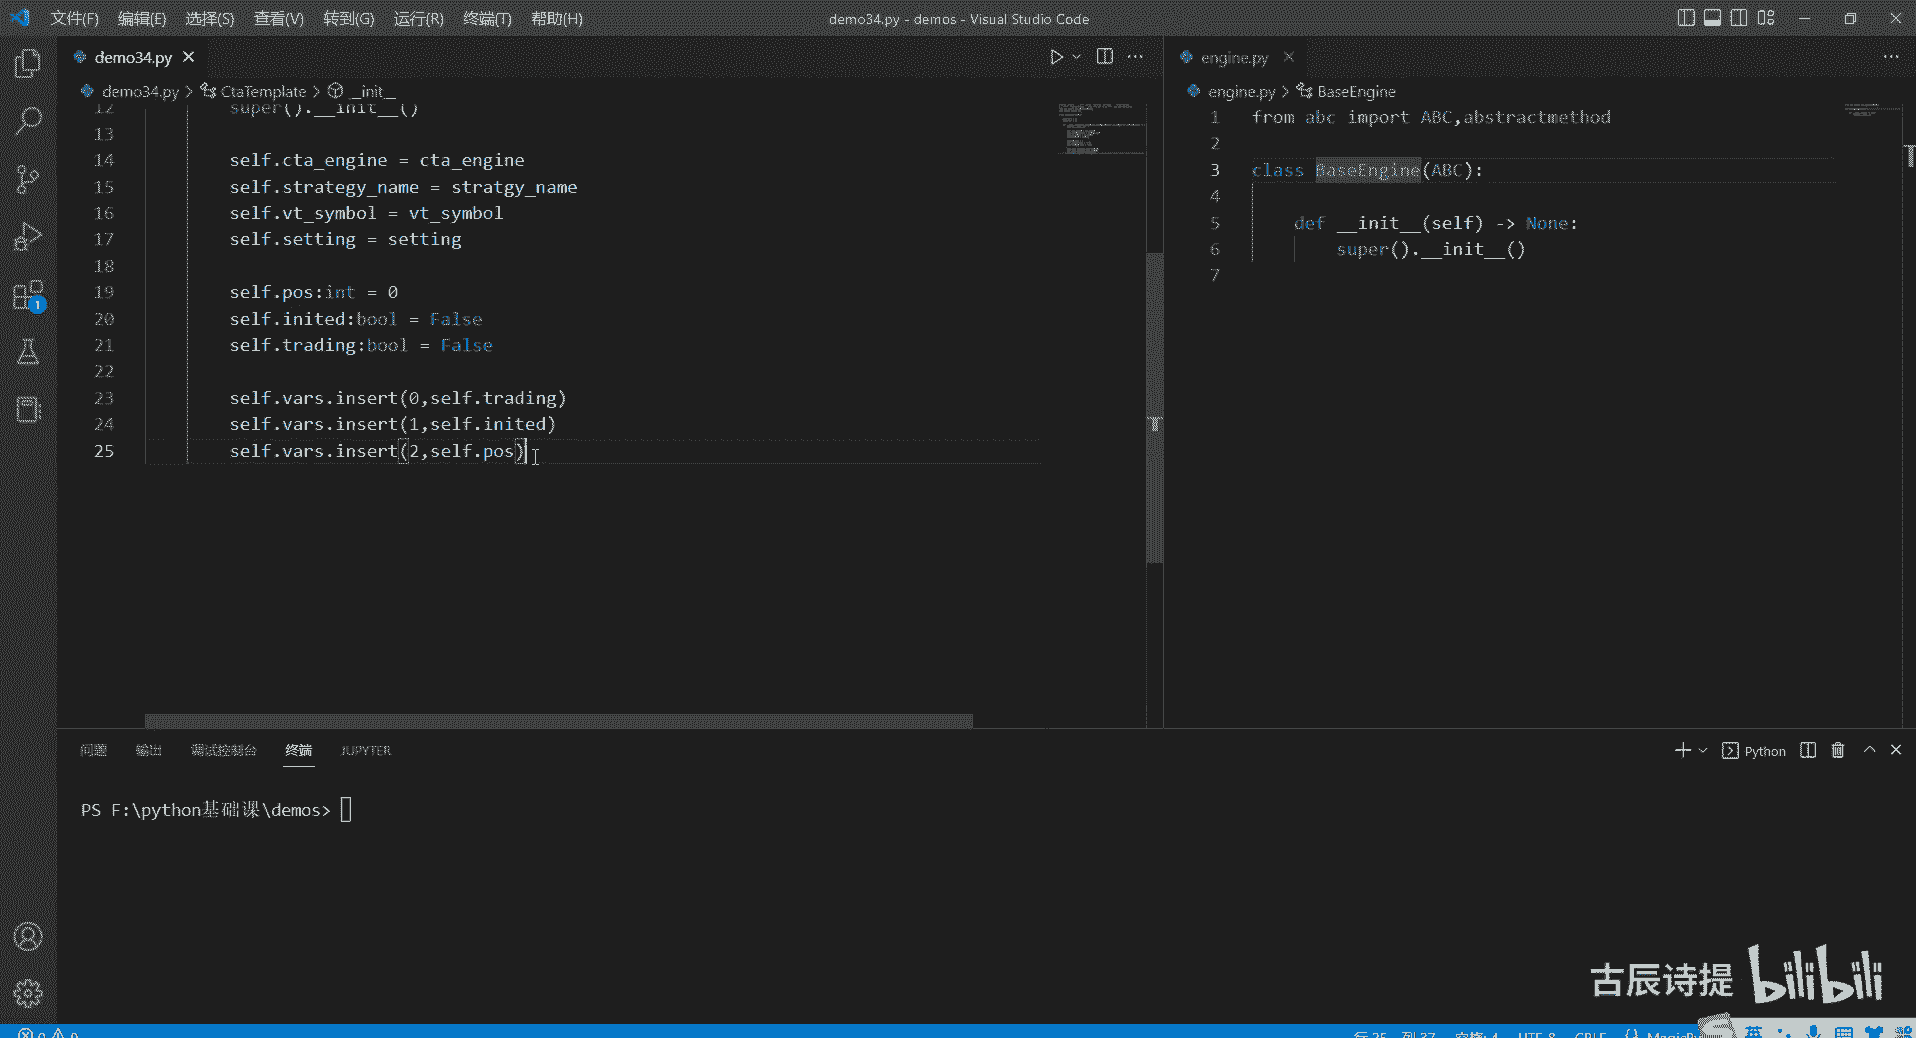 文件(F) 编辑(E) 选择(S) 查看(V) 转到(G) 运行(R) 终端(T) 帮助(H) demo34.py - demos - Visual Studio Code
demo34.py
demo34.py > CtaTemplate > __init__
12 super().__init__()
13
14 self.cta_engine = cta_engine
15 self.strategy_name = stratgy_name
16 self.vt_symbol = vt_symbol
17 self.setting = setting
18
19 self.pos:int = 0
20 self.inited:bool = False
21 self.trading:bool = False
22
23 self.vars.insert(0,self.trading)
24 self.vars.insert(1,self.inited)
25 self.vars.insert(2,self.pos)
engine.py
engine.py > BaseEngine
1 from abc import ABC,abstractmethod
2
3 class BaseEngine(ABC):
4
5 def __init__(self) -> None:
6 super().__init__()
7
1
问题 输出 调试控制台 终端 JUPYTER
Python
PS F:\python基础课\demos>
古辰诗提 bilibili
行 25, 列 37 空格: 4 UTF-8 CRLF 英